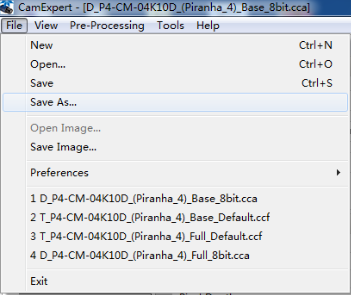 CamExpert - [D_P4-CM-04K10D_(Piranha_4)_Base_8bit.cca]
File View Pre-Processing Tools Help
New Ctrl+N
Open... Ctrl+O
Save Ctrl+S
Save As...
Open Image...
Save Image...
Preferences
1 D_P4-CM-04K10D_(Piranha_4)_Base_8bit.cca
2 T_P4-CM-04K10D_(Piranha_4)_Base_Default.ccf
3 T_P4-CM-04K10D_(Piranha_4)_Full_Default.ccf
4 D_P4-CM-04K10D_(Piranha_4)_Full_8bit.cca
Exit